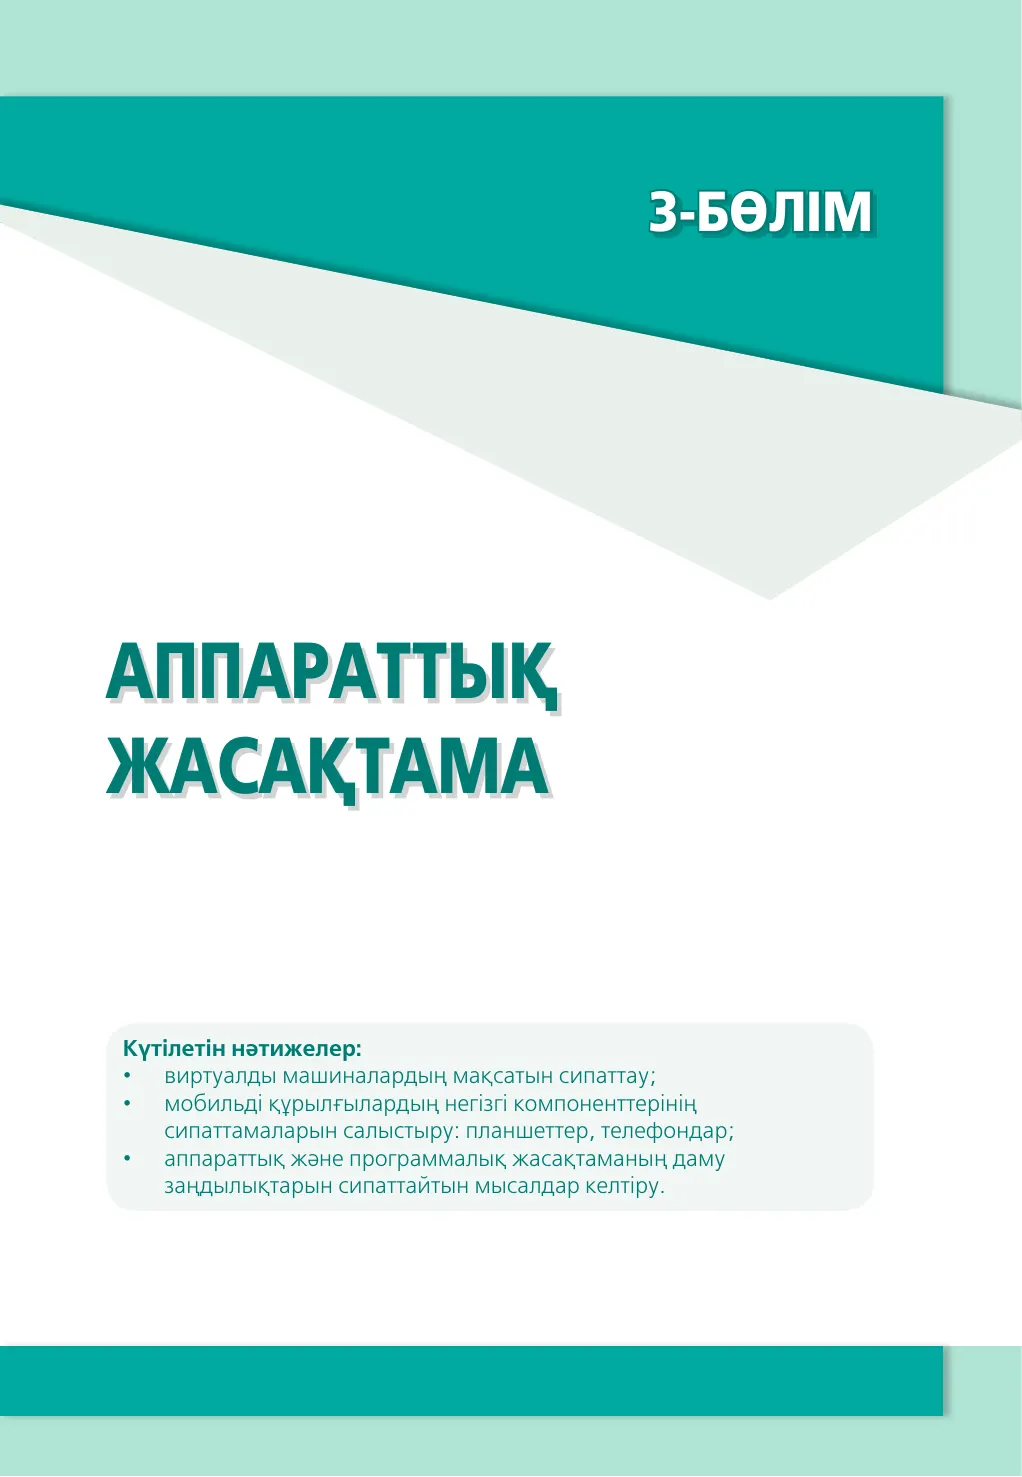 3-БӨЛІМ
АППАРАТТЫҚ
ЖАСАҚТАМА
Күтілетін нәтижелер:
• виртуалды машиналардың мақсатын сипаттау;
• мобильді құрылғылардың негізгі компоненттерінің
сипаттамаларын салыстыру: планшеттер, телефондар;
• аппараттық және программалық жасақтаманың даму
заңдылықтарын сипаттайтын мысалдар келтіру.